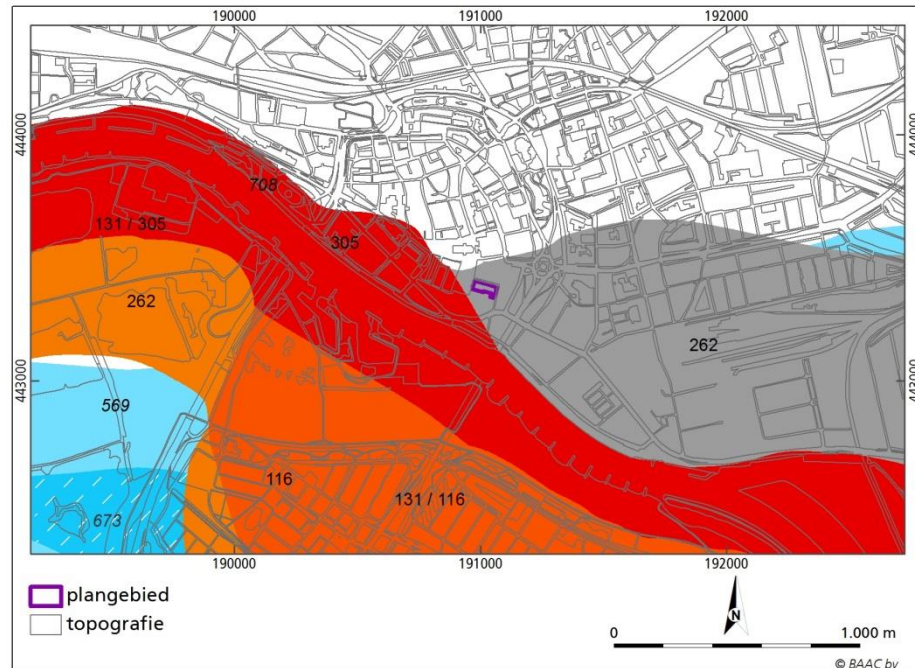 190000 191000 192000
444000 444000
708
131 / 305
305
262
262
443000 443000
569
116
131 / 116
673
190000 191000 192000
plangebied
topografie
N
0 1.000 m
© BAAC bv